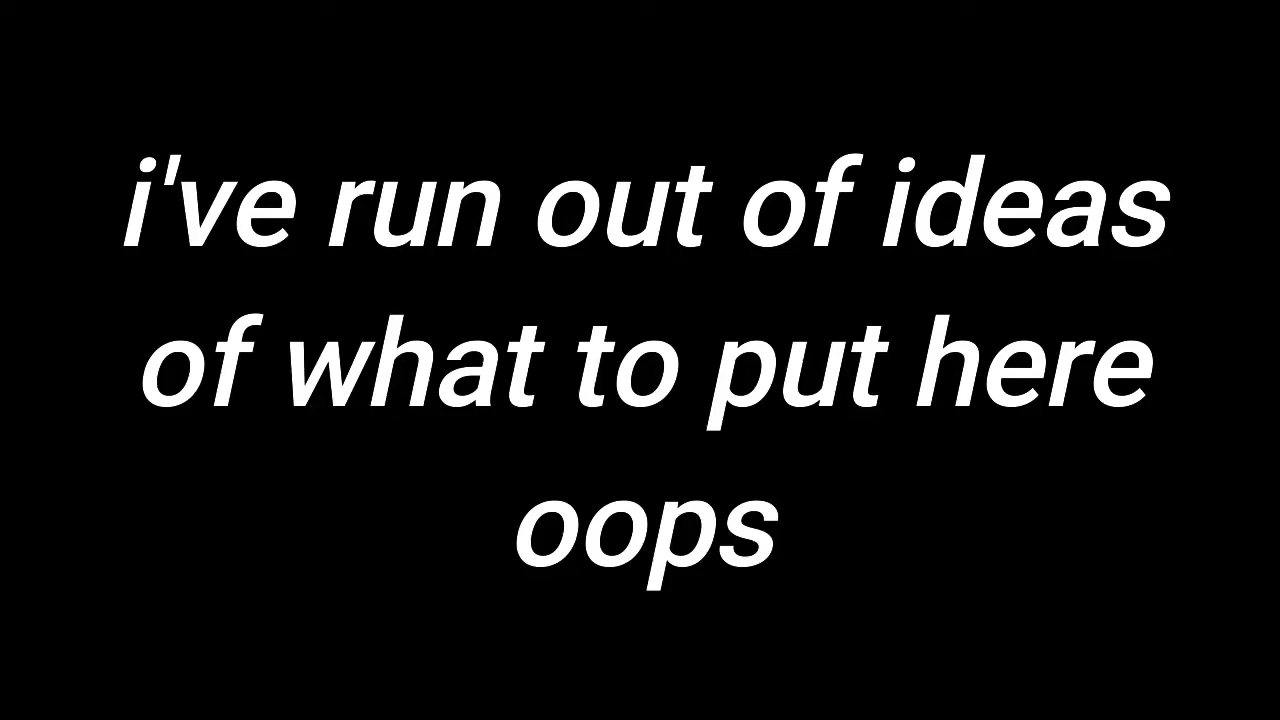 i've run out of ideas
of what to put here
oops